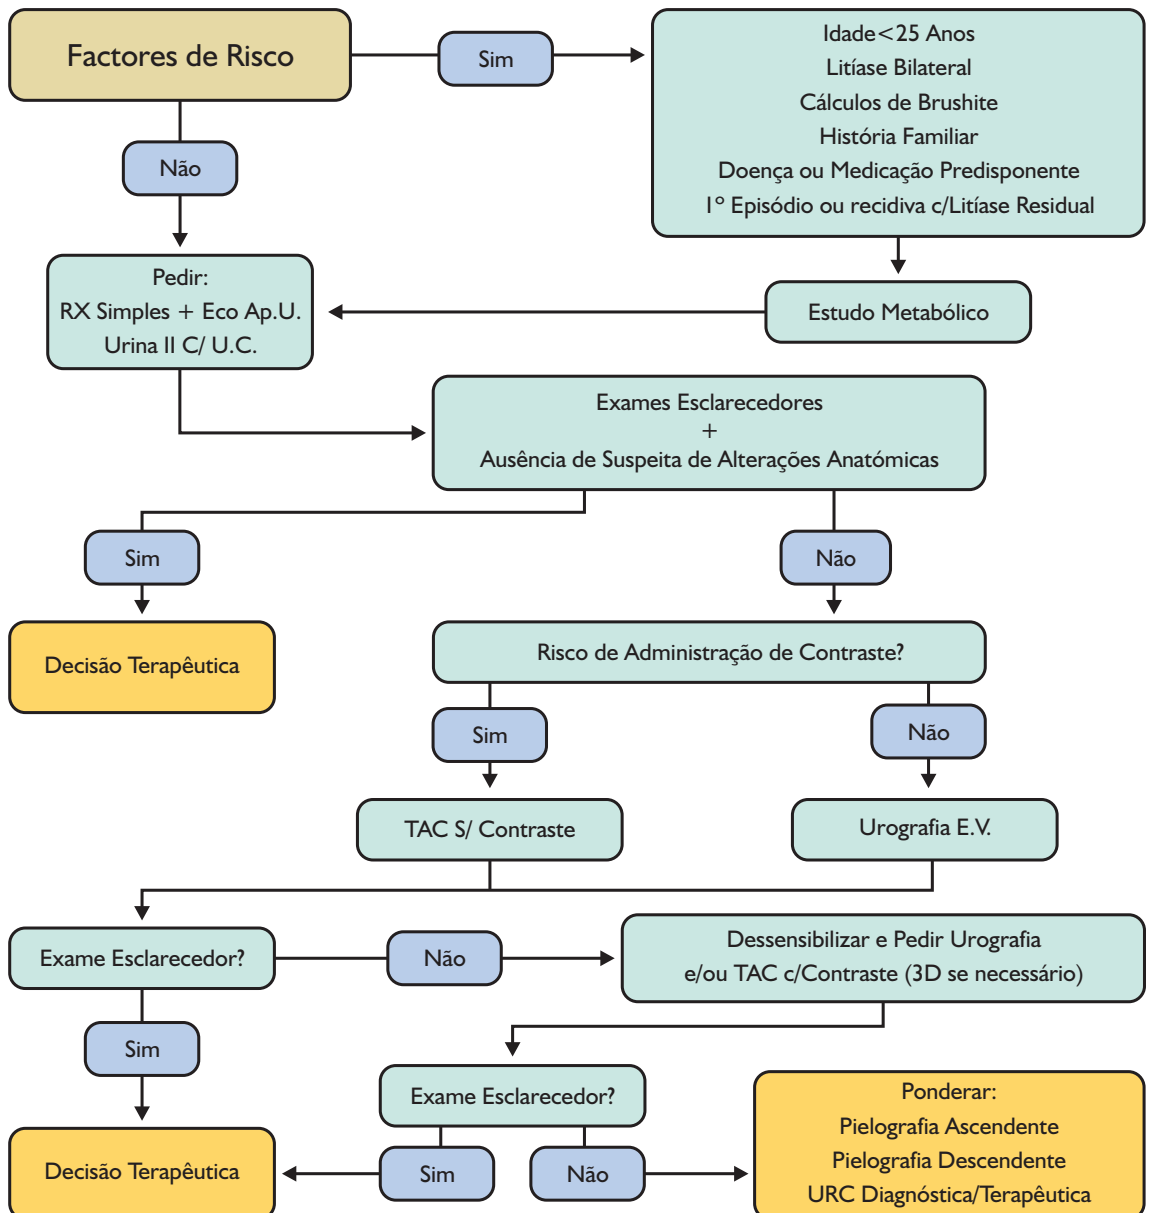 Factores de Risco
Sim
Idade<25 Anos
Litíase Bilateral
Cálculos de Brushite
História Familiar
Doença ou Medicação Predisponente
1º Episódio ou recidiva c/Litíase Residual
Não
Pedir:
RX Simples + Eco Ap.U.
Urina II C/ U.C.
Estudo Metabólico
Exames Esclarecedores
+
Ausência de Suspeita de Alterações Anatómicas
Sim
Não
Decisão Terapêutica
Risco de Administração de Contraste?
Sim
Não
TAC S/ Contraste
Urografia E.V.
Exame Esclarecedor?
Não
Dessensibilizar e Pedir Urografia
e/ou TAC c/Contraste (3D se necessário)
Sim
Exame Esclarecedor?
Decisão Terapêutica
Sim
Não
Ponderar:
Pielografia Ascendente
Pielografia Descendente
URC Diagnóstica/Terapêutica